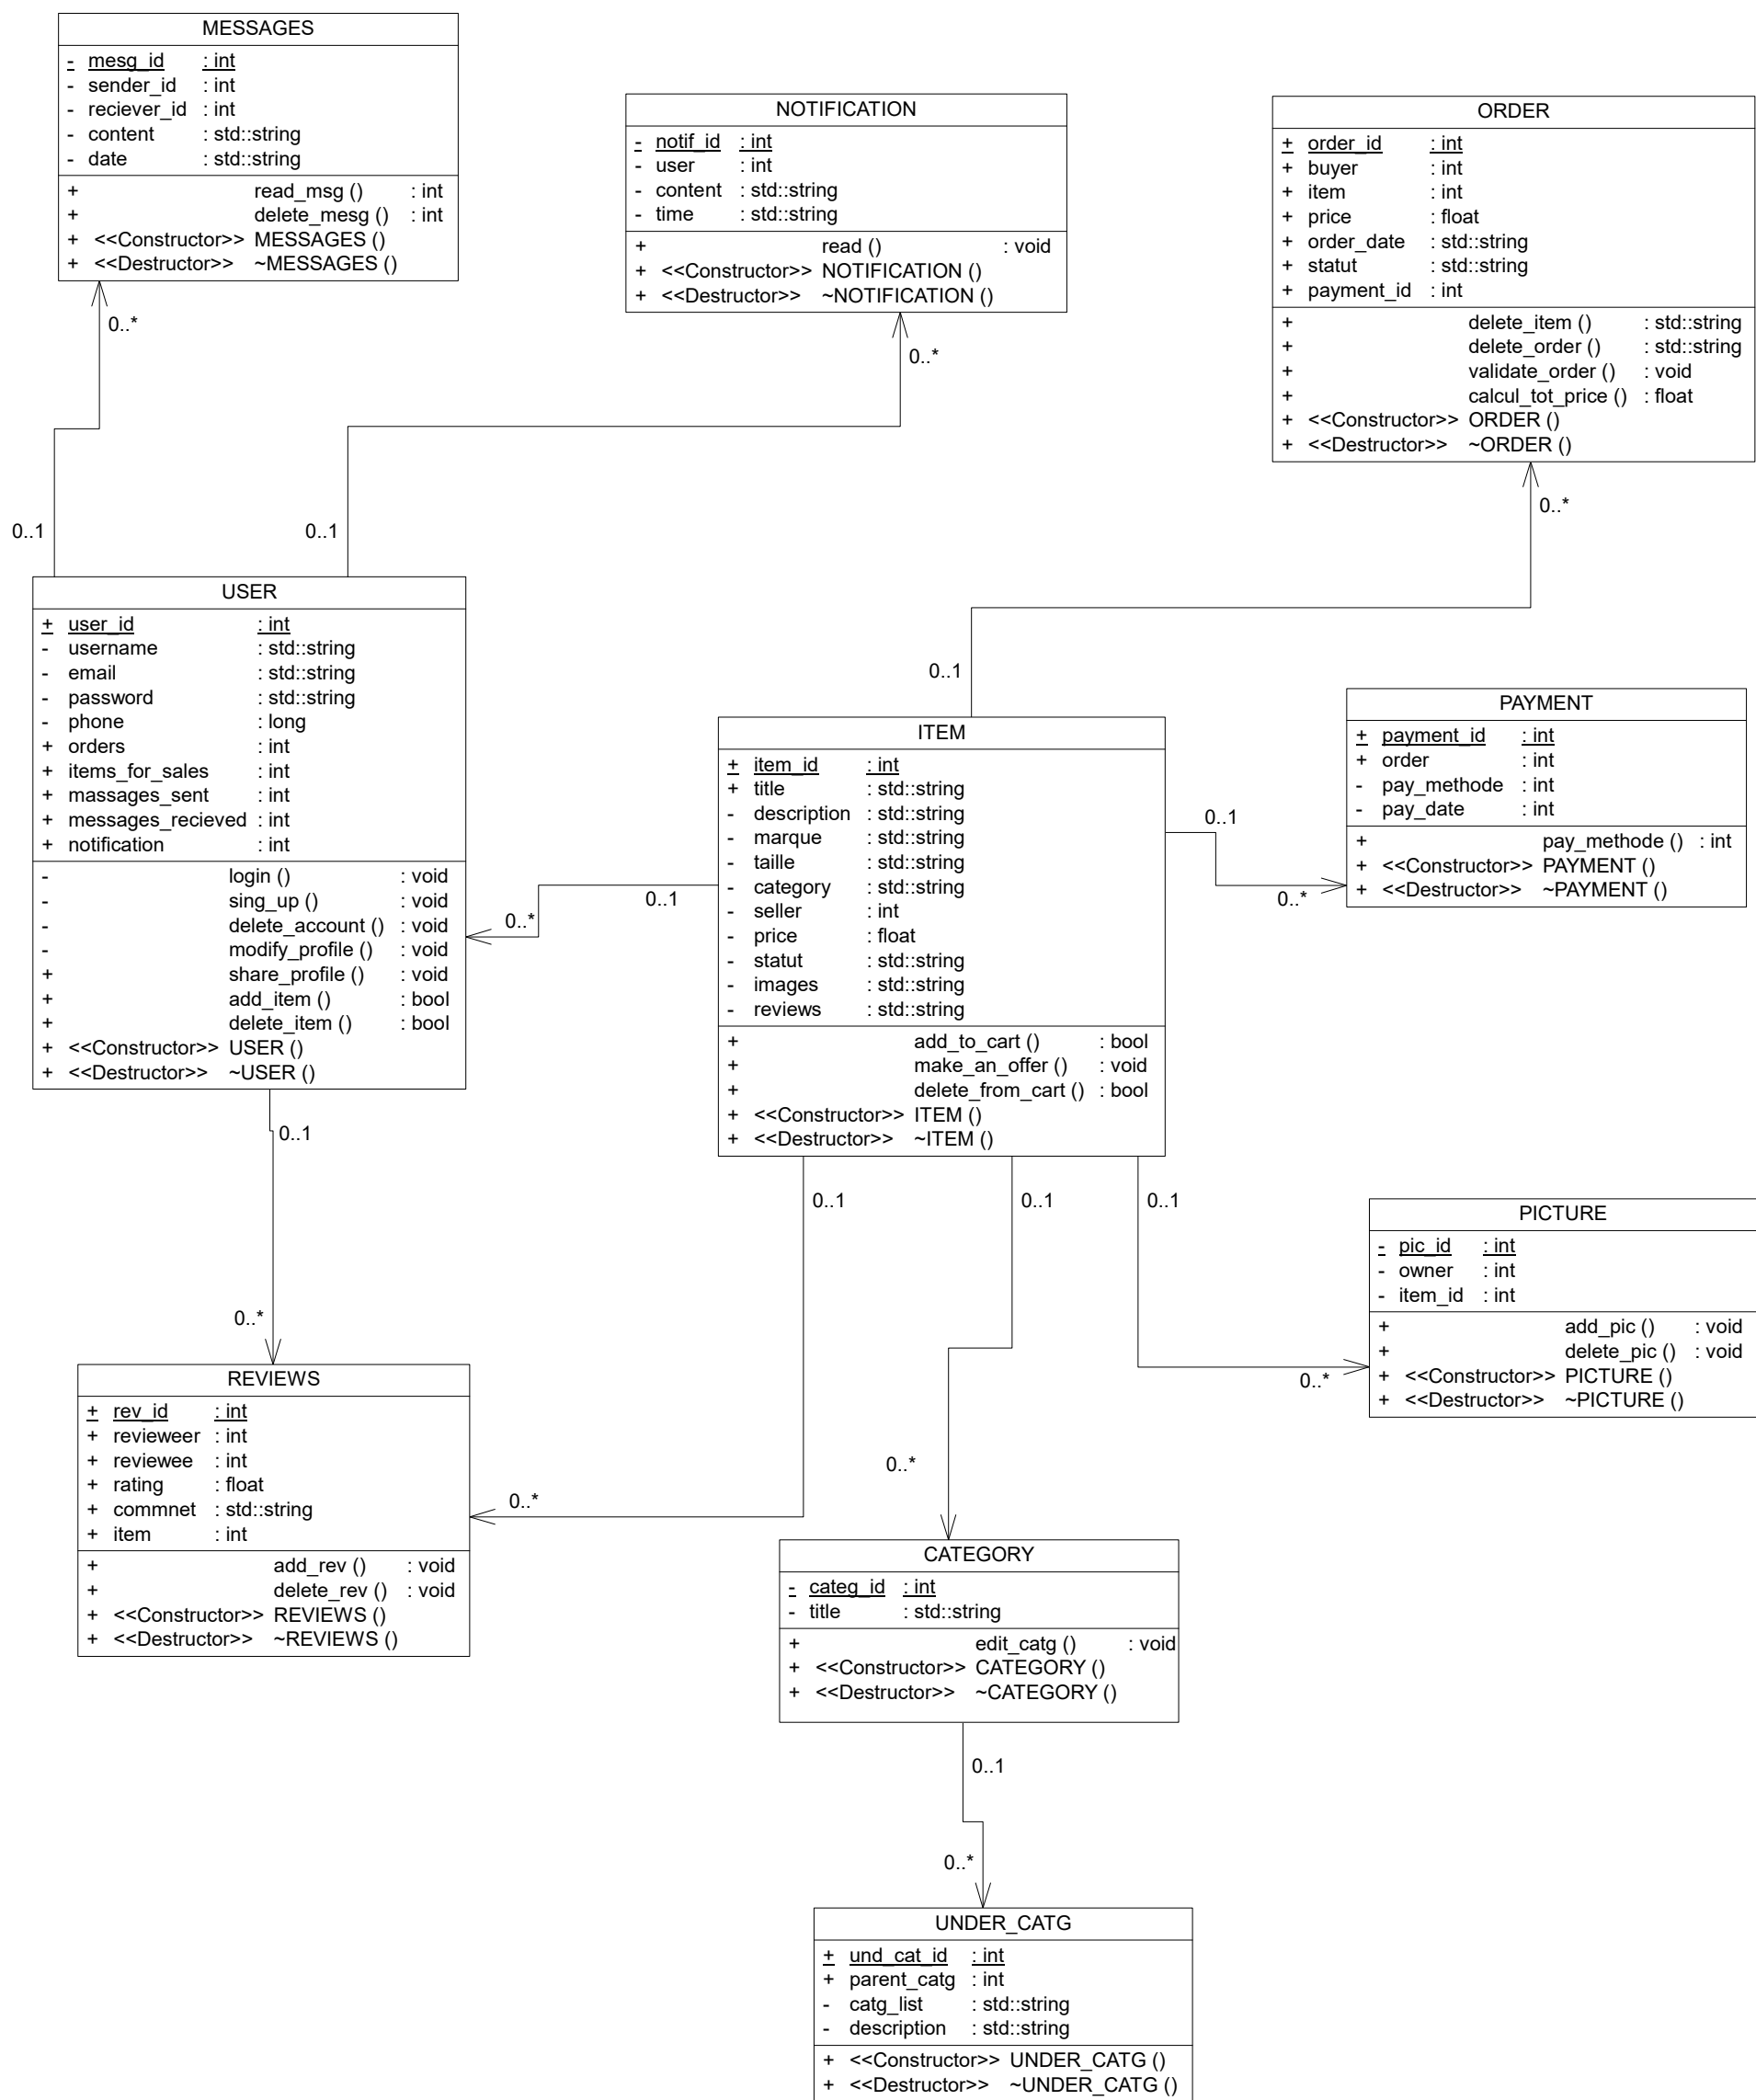 MESSAGES
- mesg_id : int
- sender_id : int
- reciever_id : int
- content : std::string
- date : std::string
+ read_msg () : int
+ delete_mesg () : int
+ <<Constructor>> MESSAGES ()
+ <<Destructor>> ~MESSAGES ()
0..*
0..1
NOTIFICATION
- notif_id : int
- user : int
- content : std::string
- time : std::string
+ read () : void
+ <<Constructor>> NOTIFICATION ()
+ <<Destructor>> ~NOTIFICATION ()
0..*
0..1
ORDER
+ order_id : int
+ buyer : int
+ item : int
+ price : float
+ order_date : std::string
+ statut : std::string
+ payment_id : int
+ delete_item () : std::string
+ delete_order () : std::string
+ validate_order () : void
+ calcul_tot_price () : float
+ <<Constructor>> ORDER ()
+ <<Destructor>> ~ORDER ()
0..*
0..1
USER
+ user_id : int
- username : std::string
- email : std::string
- password : std::string
- phone : long
+ orders : int
+ items_for_sales : int
+ massages_sent : int
+ messages_recieved : int
+ notification : int
- login () : void
- sing_up () : void
- delete_account () : void
- modify_profile () : void
+ share_profile () : void
+ add_item () : bool
+ delete_item () : bool
+ <<Constructor>> USER ()
+ <<Destructor>> ~USER ()
0..*
0..1
ITEM
+ item_id : int
+ title : std::string
- description : std::string
- marque : std::string
- taille : std::string
- category : std::string
- seller : int
- price : float
- statut : std::string
- images : std::string
- reviews : std::string
+ add_to_cart () : bool
+ make_an_offer () : void
+ delete_from_cart () : bool
+ <<Constructor>> ITEM ()
+ <<Destructor>> ~ITEM ()
0..1
0..*
PAYMENT
+ payment_id : int
+ order : int
- pay_methode : int
- pay_date : int
+ pay_methode () : int
+ <<Constructor>> PAYMENT ()
+ <<Destructor>> ~PAYMENT ()
0..1
0..*
0..1
0..1
0..1
PICTURE
- pic_id : int
- owner : int
- item_id : int
+ add_pic () : void
+ delete_pic () : void
+ <<Constructor>> PICTURE ()
+ <<Destructor>> ~PICTURE ()
0..*
REVIEWS
+ rev_id : int
+ revieweer : int
+ reviewee : int
+ rating : float
+ commnet : std::string
+ item : int
+ add_rev () : void
+ delete_rev () : void
+ <<Constructor>> REVIEWS ()
+ <<Destructor>> ~REVIEWS ()
0..*
0..*
CATEGORY
- categ_id : int
- title : std::string
+ edit_catg () : void
+ <<Constructor>> CATEGORY ()
+ <<Destructor>> ~CATEGORY ()
0..1
0..*
UNDER_CATG
+ und_cat_id : int
+ parent_catg : int
- catg_list : std::string
- description : std::string
+ <<Constructor>> UNDER_CATG ()
+ <<Destructor>> ~UNDER_CATG ()